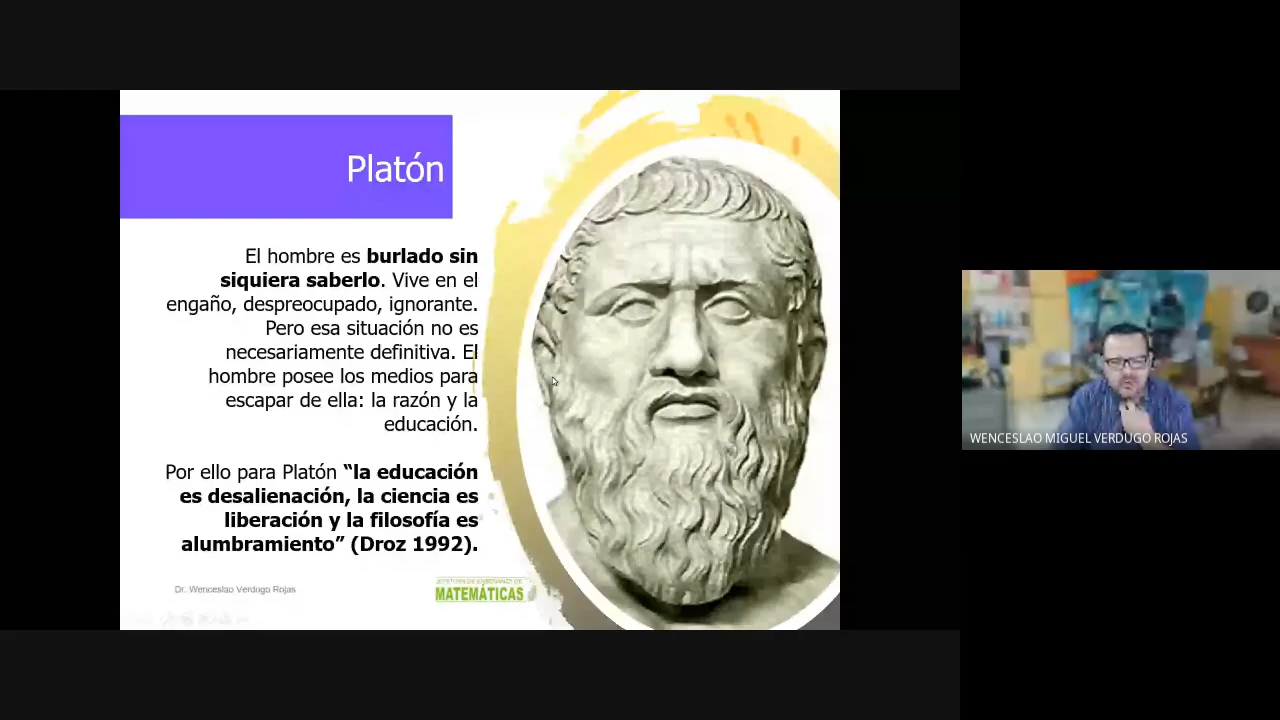 Platón
El hombre es burlado sin
siquiera saberlo. Vive en el
engaño, despreocupado, ignorante.
Pero esa situación no es
necesariamente definitiva. El
hombre posee los medios para
escapar de ella: la razón y la
educación.
Por ello para Platón “la educación
es desalienación, la ciencia es
liberación y la filosofía es
alumbramiento” (Droz 1992).
Dr. Wenceslao Verdugo Rojas
MATEMÁTICAS
WENCESLAO MIGUEL VERDUGO ROJAS